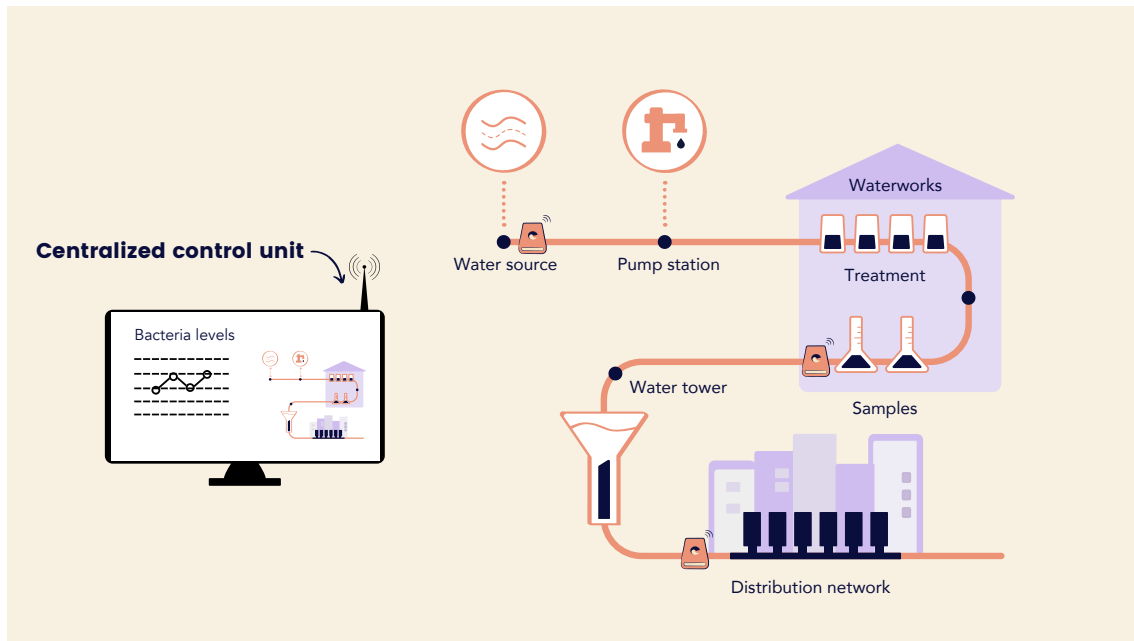 Waterworks
Centralized control unit
Water source
Pump station
Treatment
Bacteria levels
Water tower
Samples
Distribution network